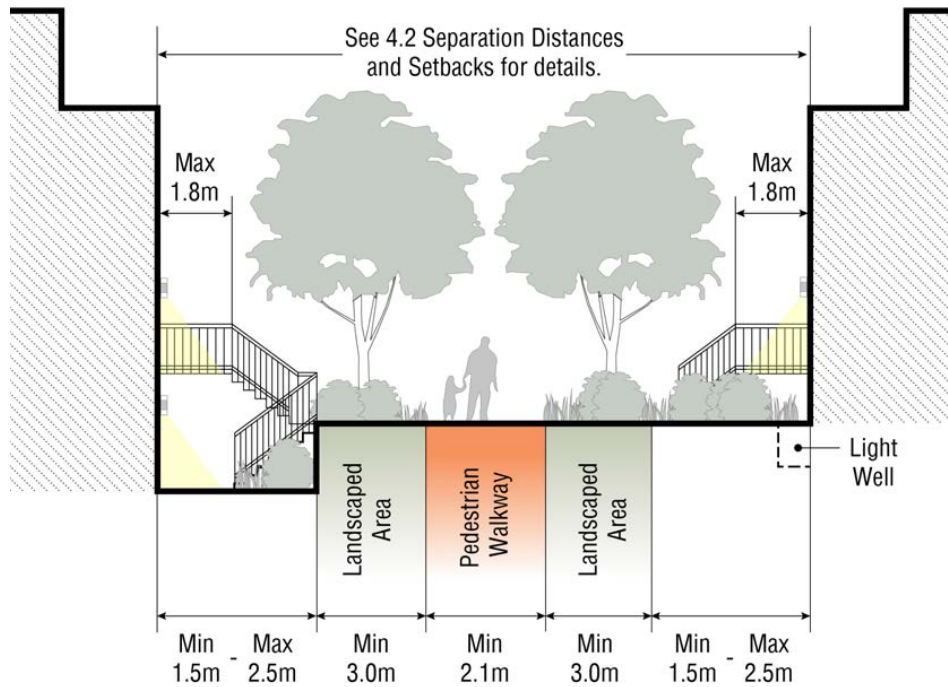 See 4.2 Separation Distances
and Setbacks for details.
Max
1.8m
Max
1.8m
Light
Well
Landscaped
Area
Pedestrian
Walkway
Landscaped
Area
Min
1.5m
-
Max
2.5m
Min
3.0m
Min
2.1m
Min
3.0m
Min
1.5m
-
Max
2.5m